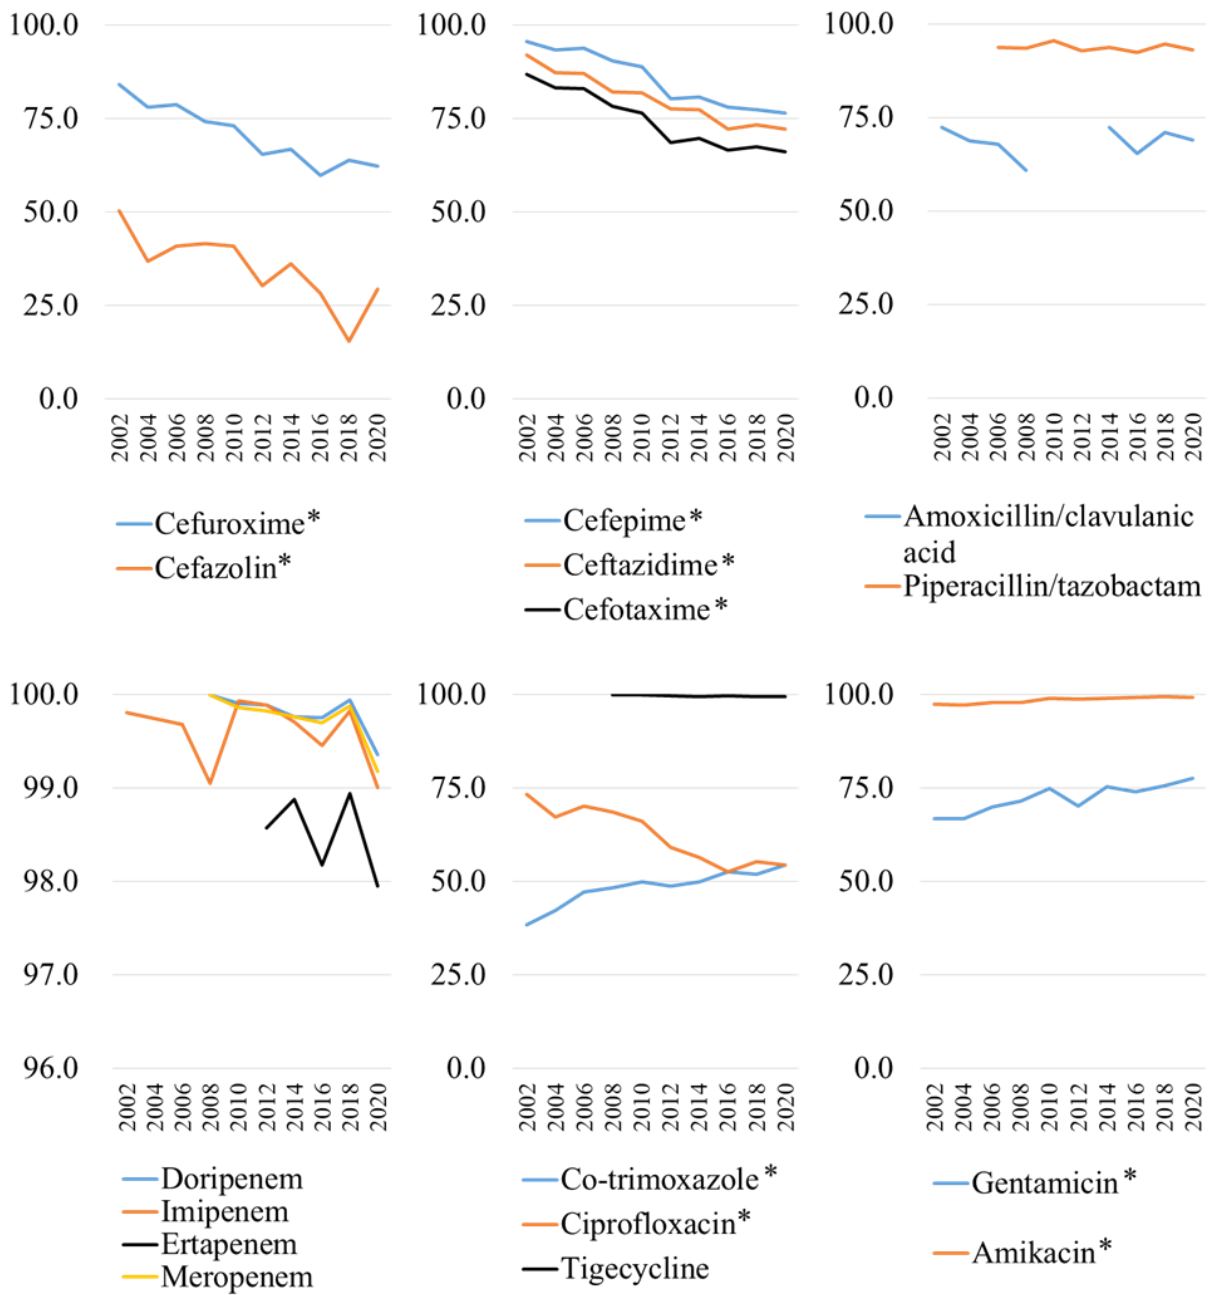 100.0
75.0
50.0
25.0
0.0
2002 2004 2006 2008 2010 2012 2014 2016 2018 2020
Cefuroxime*
Cefazolin*
100.0
75.0
50.0
25.0
0.0
2002 2004 2006 2008 2010 2012 2014 2016 2018 2020
Cefepime*
Ceftazidime*
Cefotaxime*
100.0
75.0
50.0
25.0
0.0
2002 2004 2006 2008 2010 2012 2014 2016 2018 2020
Amoxicillin/clavulanic
acid
Piperacillin/tazobactam
100.0
99.0
98.0
97.0
96.0
2002 2004 2006 2008 2010 2012 2014 2016 2018 2020
Doripenem
Imipenem
Ertapenem
Meropenem
100.0
75.0
50.0
25.0
0.0
2002 2004 2006 2008 2010 2012 2014 2016 2018 2020
Co-trimoxazole*
Ciprofloxacin*
Tigecycline
100.0
75.0
50.0
25.0
0.0
2002 2004 2006 2008 2010 2012 2014 2016 2018 2020
Gentamicin*
Amikacin*